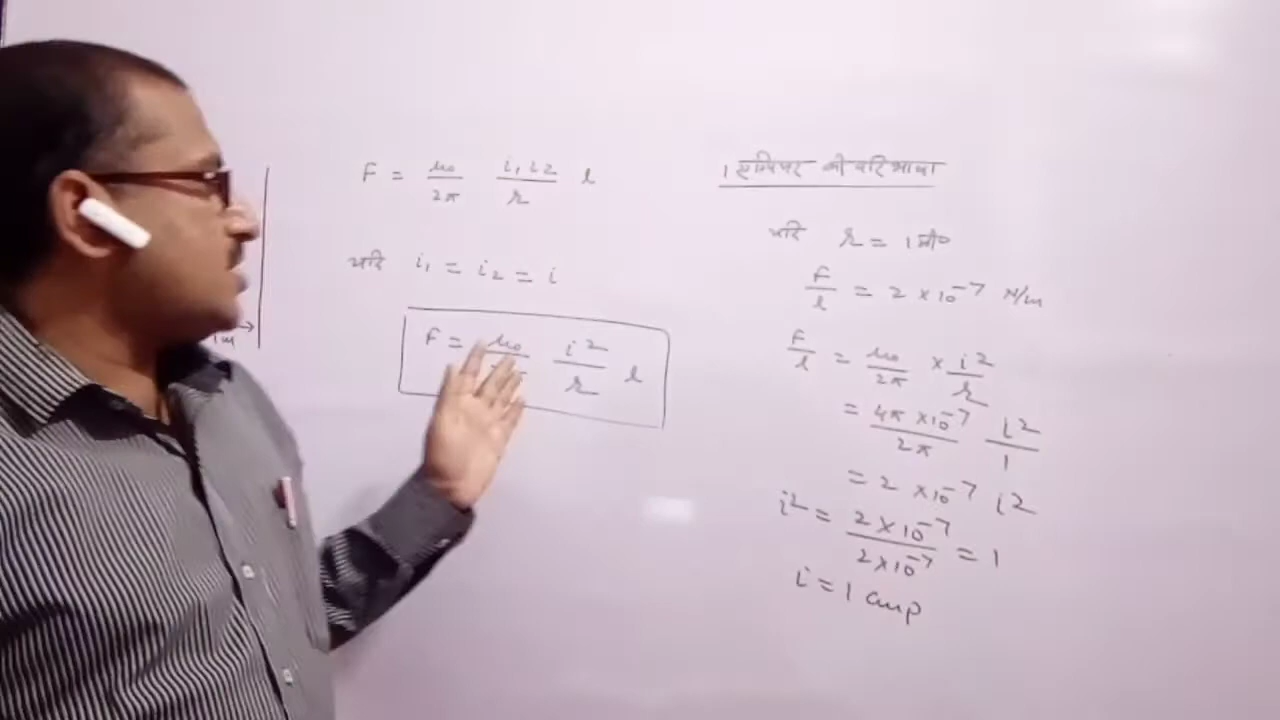 F = μ₀/2π i₁i₂/r l
यदि i₁ = i₂ = i
F = μ₀/2π i²/r l
1m
1 एम्पियर की परिभाषा
यदि r = 1 मी०
F/l = 2 × 10⁻⁷ N/m
F/l = μ₀/2π × i²/r
= 4π × 10⁻⁷/2π i²/1
= 2 × 10⁻⁷ i²
i² = 2 × 10⁻⁷/2 × 10⁻⁷ = 1
i = 1 amp